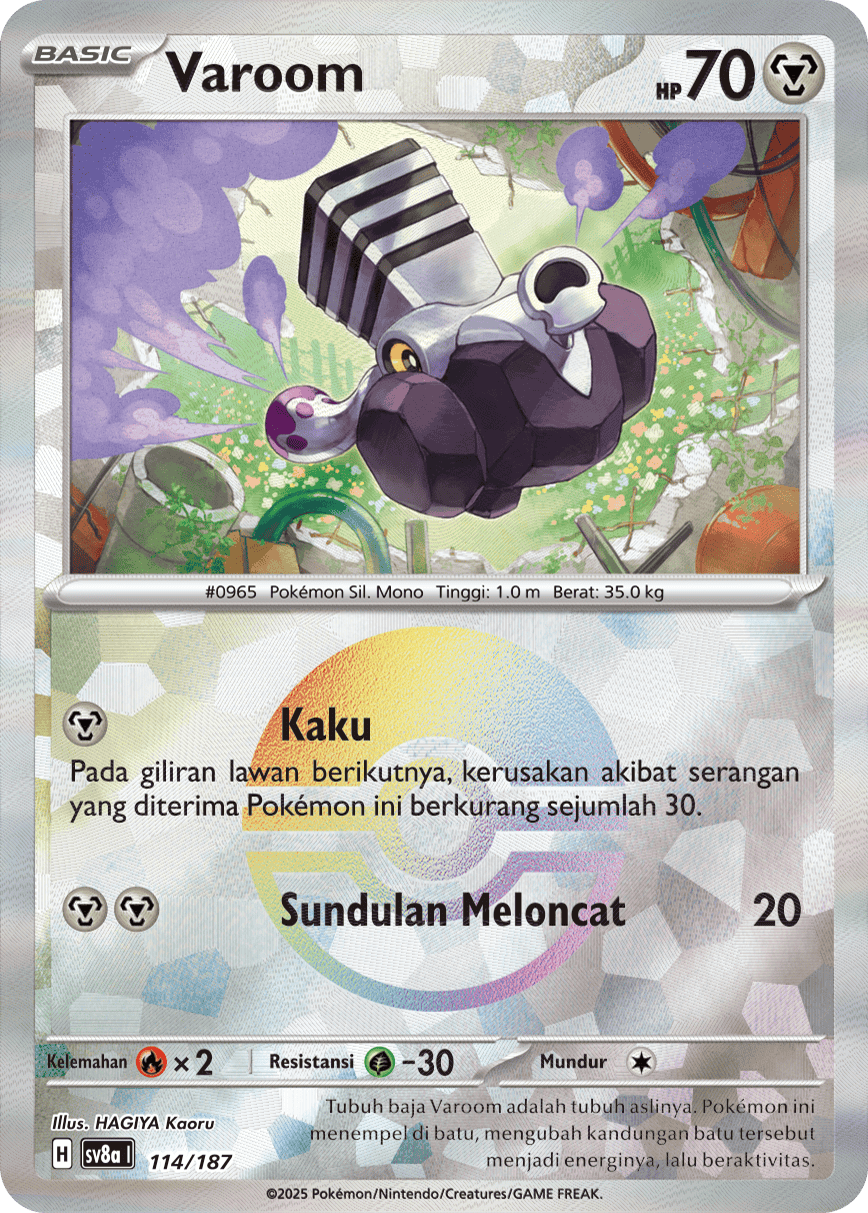 BASIC Varoom HP 70
#0965 Pokémon Sil. Mono Tinggi: 1.0 m Berat: 35.0 kg
Kaku
Pada giliran lawan berikutnya, kerusakan akibat serangan
yang diterima Pokémon ini berkurang sejumlah 30.
Sundulan Meloncat 20
Kelemahan ×2 Resistansi −30 Mundur
Illus. HAGIYA Kaoru
H sv8a I 114/187
Tubuh baja Varoom adalah tubuh aslinya. Pokémon ini
menempel di batu, mengubah kandungan batu tersebut
menjadi energinya, lalu beraktivitas.
©2025 Pokémon/Nintendo/Creatures/GAME FREAK.